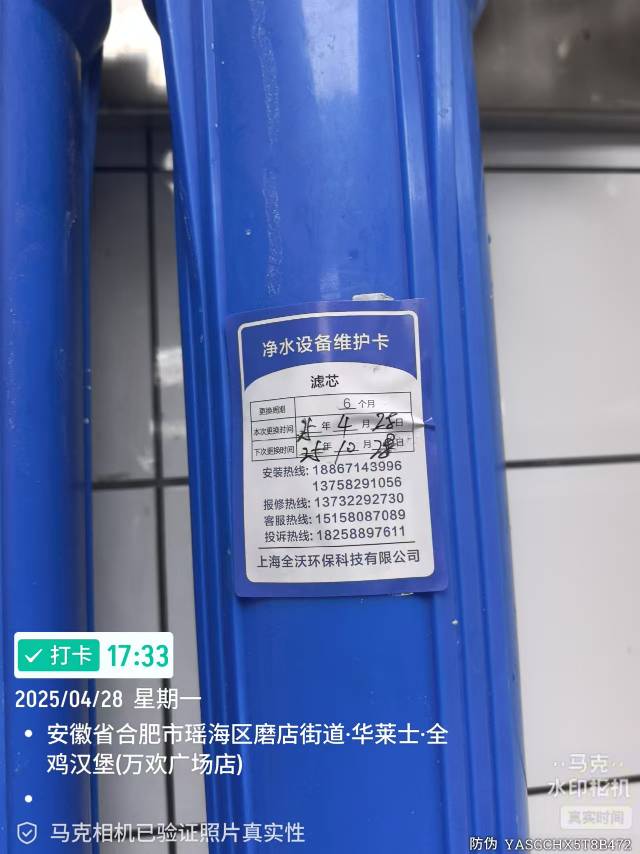 净水设备维护卡
滤芯
更换周期 6 个月
本次更换时间 25 年 4 月 28 日
下次更换时间 25 年 10 月 28 日
安装热线: 18867143996
13758291056
报修热线: 13732292730
客服热线: 15158087089
投诉热线: 18258897611
上海全沃环保科技有限公司
打卡 17:33
2025/04/28 星期一
安徽省合肥市瑶海区磨店街道·华莱士·全
鸡汉堡(万欢广场店)
马克相机已验证照片真实性
马克
水印相机
真实时间
防伪 YASCCHX5T8B472